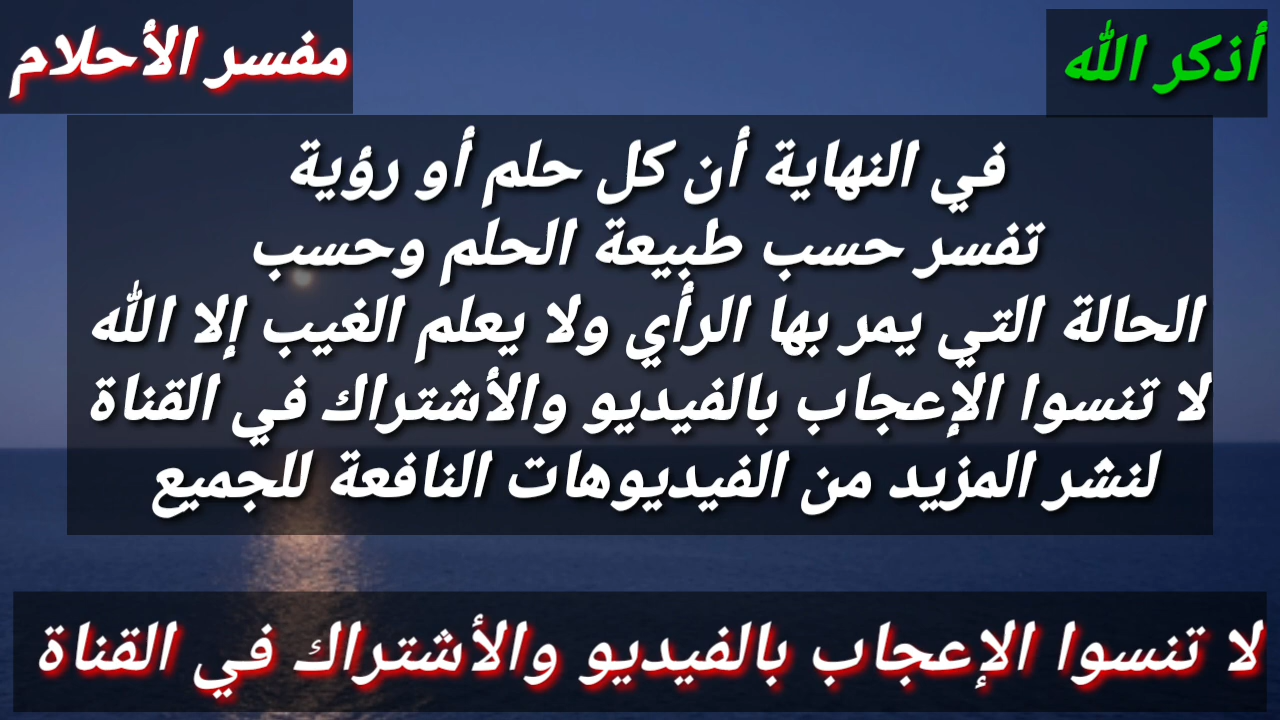 أذكر الله
مفسر الأحلام
في النهاية أن كل حلم أو رؤية
تفسر حسب طبيعة الحلم وحسب
الحالة التي يمر بها الرأي ولا يعلم الغيب إلا الله
لا تنسوا الإعجاب بالفيديو والأشتراك في القناة
لنشر المزيد من الفيديوهات النافعة للجميع
لا تنسوا الإعجاب بالفيديو والأشتراك في القناة